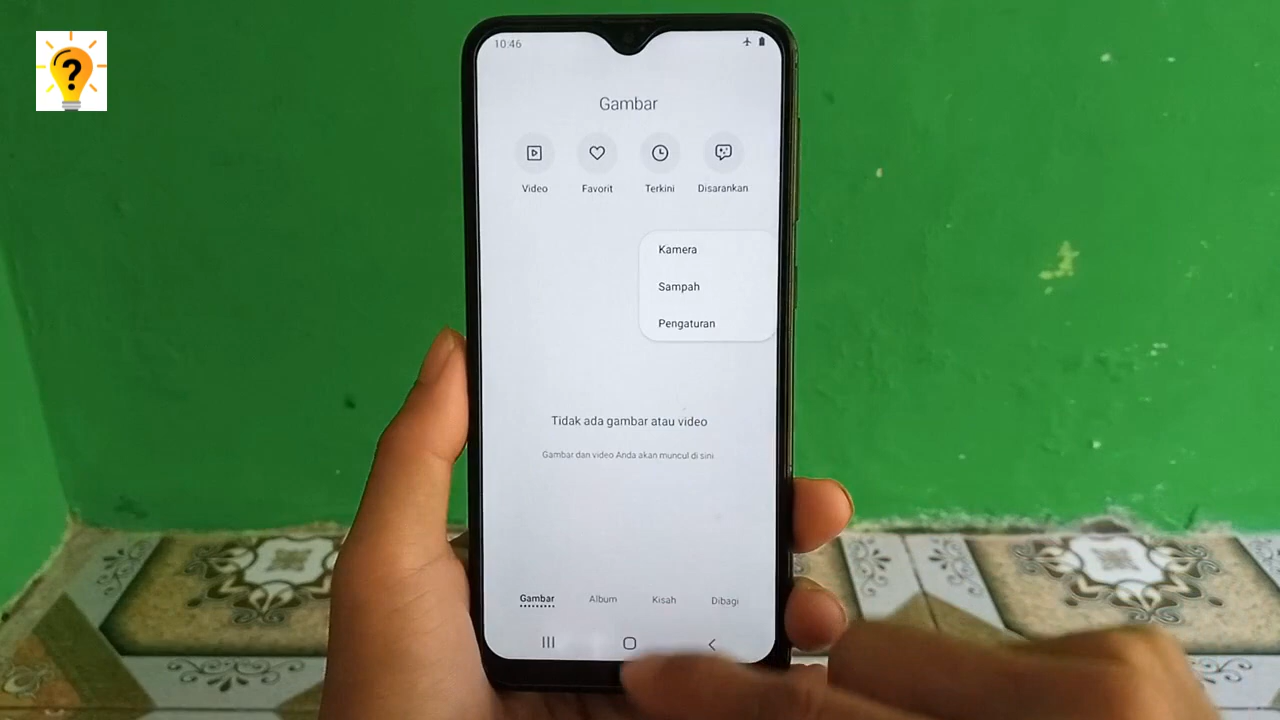 10:46
Gambar
Video Favorit Terkini Disarankan
Kamera
Sampah
Pengaturan
Tidak ada gambar atau video
Gambar dan video Anda akan muncul di sini
Gambar Album Kisah Dibagi